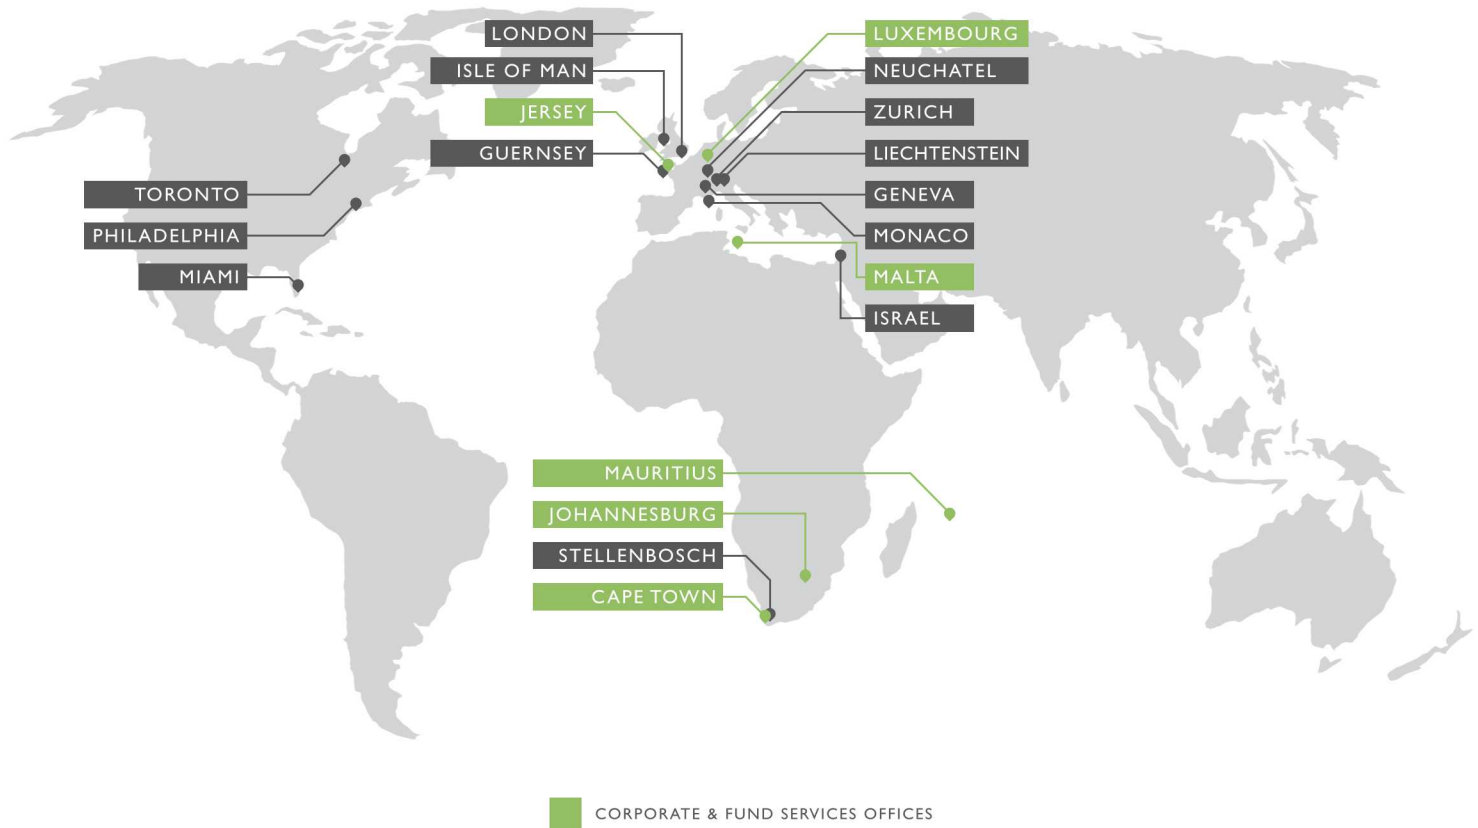 LONDON
ISLE OF MAN
JERSEY
GUERNSEY
TORONTO
PHILADELPHIA
MIAMI
LUXEMBOURG
NEUCHATEL
ZURICH
LIECHTENSTEIN
GENEVA
MONACO
MALTA
ISRAEL
MAURITIUS
JOHANNESBURG
STELLENBOSCH
CAPE TOWN
CORPORATE & FUND SERVICES OFFICES